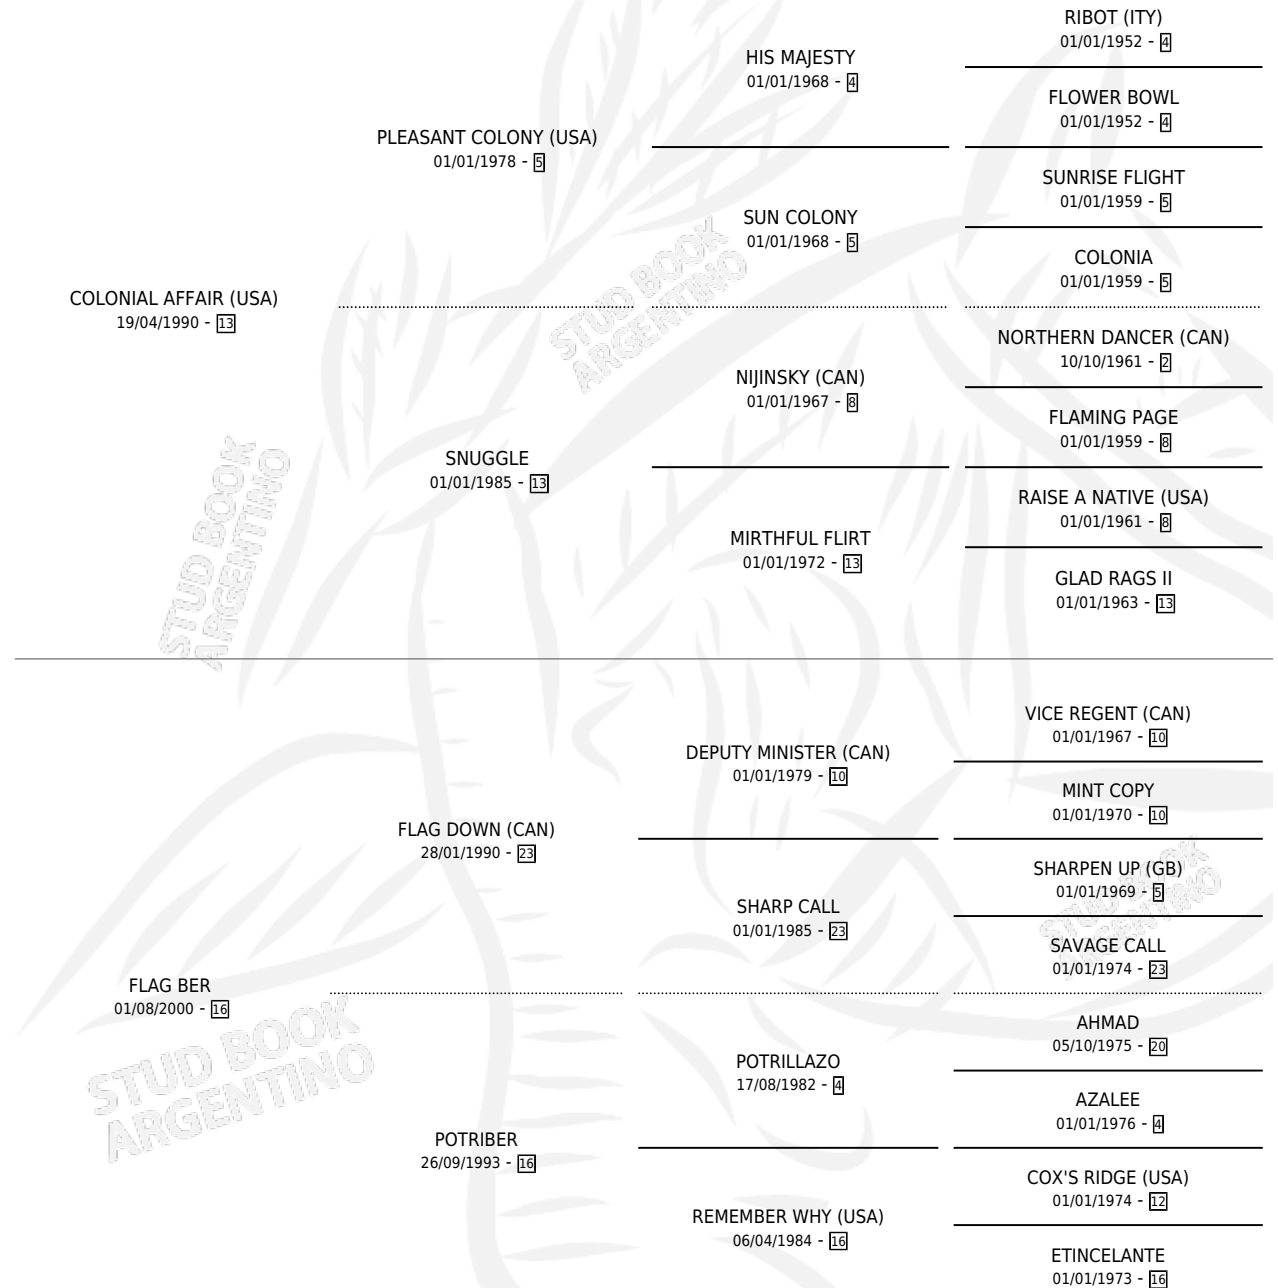 RIBOT (ITY)
01/01/1952 - 4
HIS MAJESTY
01/01/1968 - 4
FLOWER BOWL
01/01/1952 - 4
PLEASANT COLONY (USA)
01/01/1978 - 5
SUNRISE FLIGHT
01/01/1959 - 5
SUN COLONY
01/01/1968 - 5
COLONIA
01/01/1959 - 5
COLONIAL AFFAIR (USA)
19/04/1990 - 13
NORTHERN DANCER (CAN)
10/10/1961 - 2
NIJINSKY (CAN)
01/01/1967 - 8
FLAMING PAGE
01/01/1959 - 8
SNUGGLE
01/01/1985 - 13
RAISE A NATIVE (USA)
01/01/1961 - 8
MIRTHFUL FLIRT
01/01/1972 - 13
GLAD RAGS II
01/01/1963 - 13
STUD BOOK
ARGENTINO
STUD BOOK
ARGENTINO
VICE REGENT (CAN)
01/01/1967 - 10
DEPUTY MINISTER (CAN)
01/01/1979 - 10
MINT COPY
01/01/1970 - 10
FLAG DOWN (CAN)
28/01/1990 - 23
SHARPEN UP (GB)
01/01/1969 - 5
SHARP CALL
01/01/1985 - 23
SAVAGE CALL
01/01/1974 - 23
STUD BOOK
ARGENTINO
FLAG BER
01/08/2000 - 16
AHMAD
05/10/1975 - 20
POTRILLAZO
17/08/1982 - 4
AZALEE
01/01/1976 - 4
STUD BOOK
ARGENTINO
POTRIBER
26/09/1993 - 16
COX'S RIDGE (USA)
01/01/1974 - 12
REMEMBER WHY (USA)
06/04/1984 - 16
ETINCELANTE
01/01/1973 - 16